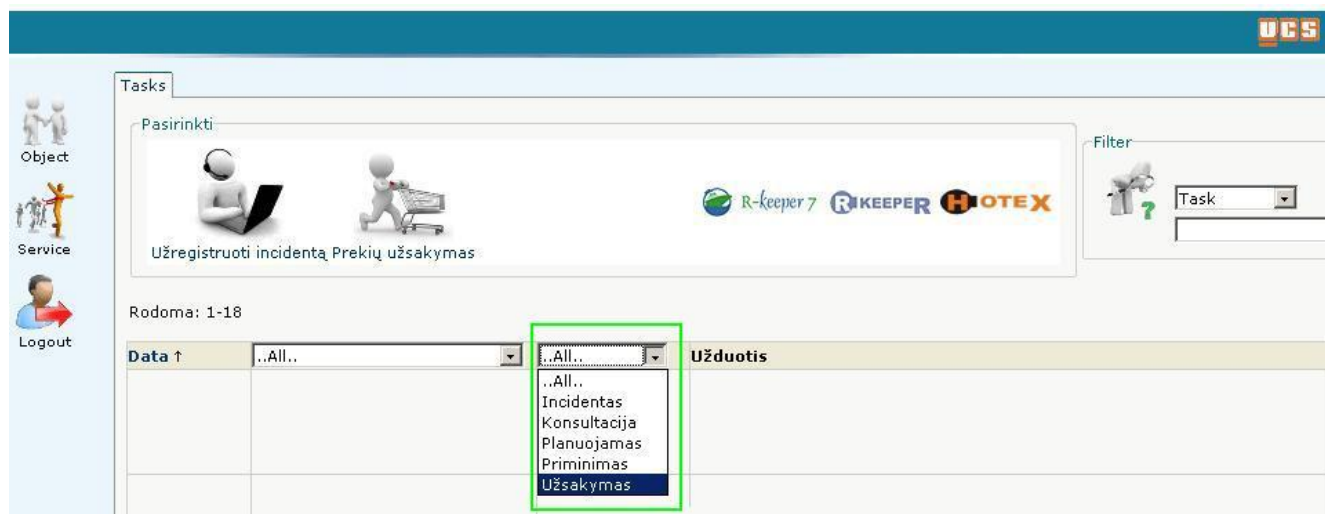 UCS
Tasks
Pasirinkti
Filter
Object
Task
R-keeper 7 RKEEPER HOTEX
Service
Užregistruoti incidentą Prekių užsakymas
Rodoma: 1-18
Logout
Data ↑ ..All.. ..All.. Užduotis
..All..
Incidentas
Konsultacija
Planuojamas
Priminimas
Užsakymas